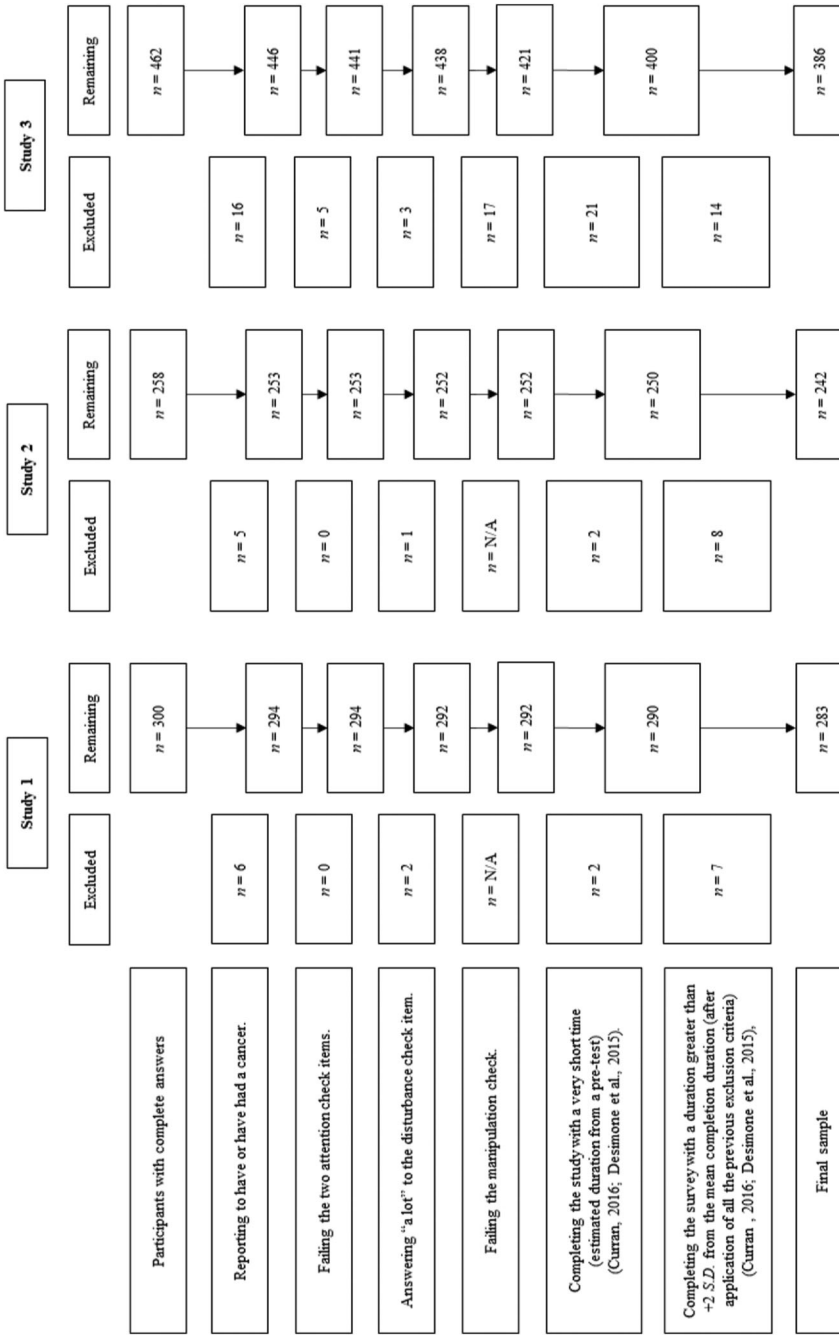 Study 1
Study 2
Study 3
Excluded
Remaining
Excluded
Remaining
Excluded
Remaining
Participants with complete answers
n = 300
n = 258
n = 462
Reporting to have or have had a cancer.
n = 6
n = 294
n = 5
n = 253
n = 16
n = 446
Failing the two attention check items.
n = 0
n = 294
n = 0
n = 253
n = 5
n = 441
Answering “a lot” to the disturbance check item.
n = 2
n = 292
n = 1
n = 252
n = 3
n = 438
Failing the manipulation check.
n = N/A
n = 292
n = N/A
n = 252
n = 17
n = 421
Completing the study with a very short time
(estimated duration from a pre-test)
(Curran, 2016; Desimone et al., 2015).
n = 2
n = 290
n = 2
n = 250
n = 21
n = 400
Completing the survey with a duration greater than
+2 S.D. from the mean completion duration (after
application of all the previous exclusion criteria)
(Curran , 2016; Desimone et al., 2015),
n = 7
n = 8
n = 14
Final sample
n = 283
n = 242
n = 386